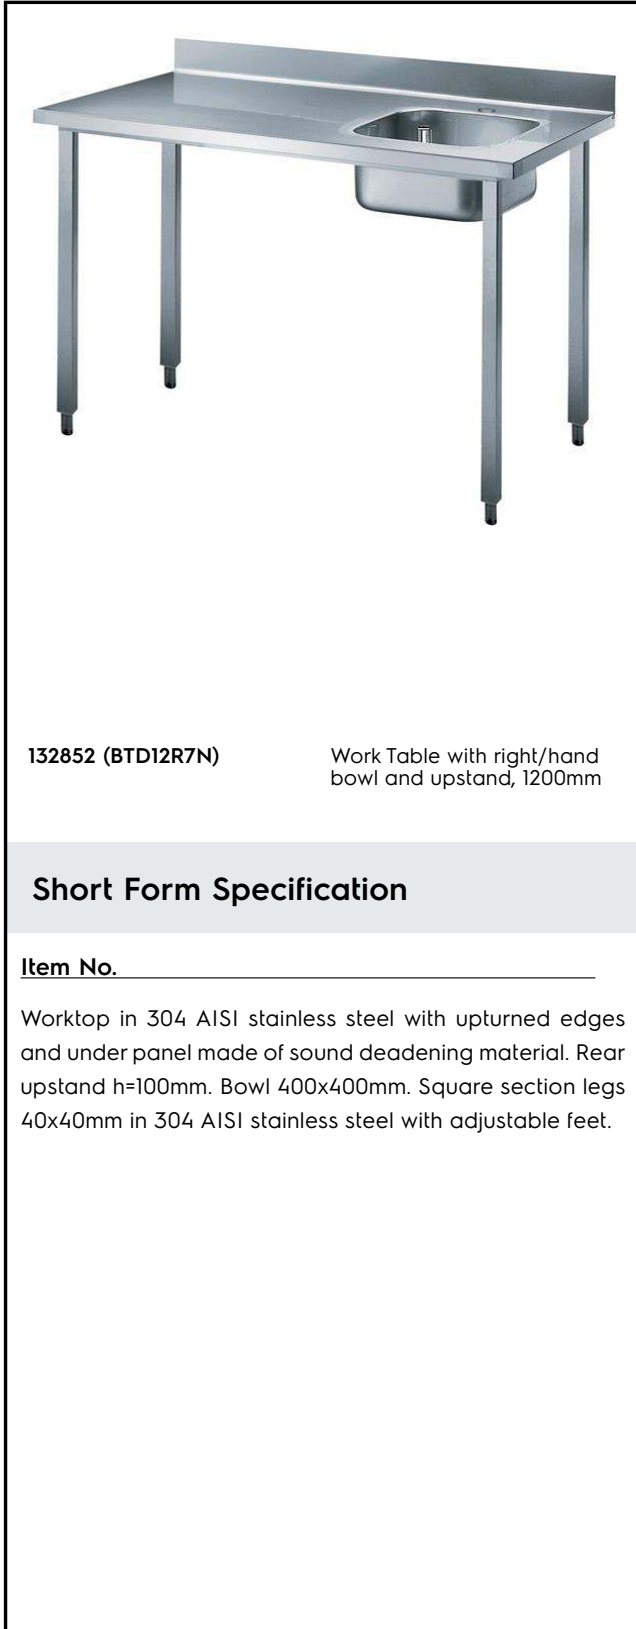 132852 (BTD12R7N)
Work Table with right/hand
bowl and upstand, 1200mm
Short Form Specification
Item No.
Worktop in 304 AISI stainless steel with upturned edges
and under panel made of sound deadening material. Rear
upstand h=100mm. Bowl 400x400mm. Square section legs
40x40mm in 304 AISI stainless steel with adjustable feet.